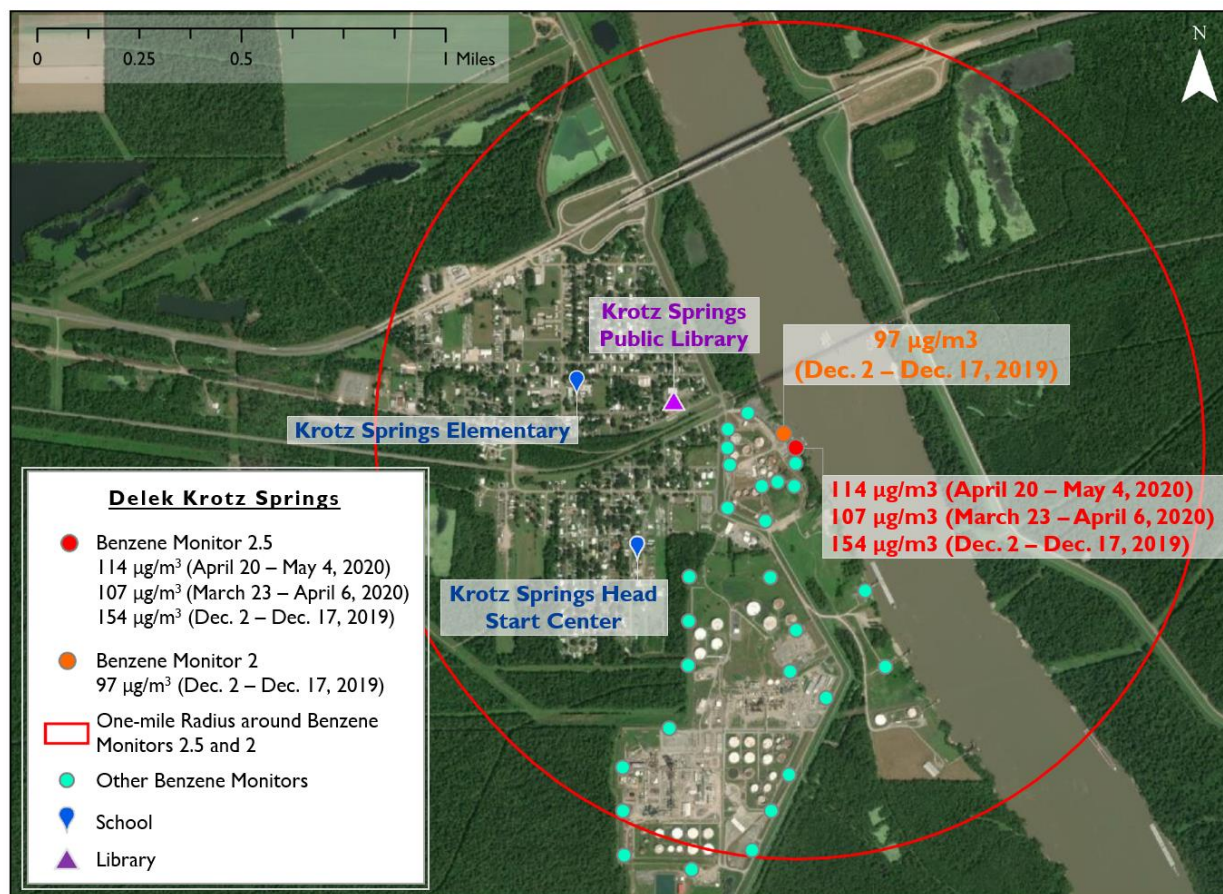 0 0.25 0.5 1 Miles
N
Krotz Springs
Public Library
97 µg/m3
(Dec. 2 – Dec. 17, 2019)
Krotz Springs Elementary
114 µg/m3 (April 20 – May 4, 2020)
107 µg/m3 (March 23 – April 6, 2020)
154 µg/m3 (Dec. 2 – Dec. 17, 2019)
Krotz Springs Head
Start Center
Delek Krotz Springs
Benzene Monitor 2.5
114 µg/m³ (April 20 – May 4, 2020)
107 µg/m³ (March 23 – April 6, 2020)
154 µg/m³ (Dec. 2 – Dec. 17, 2019)
Benzene Monitor 2
97 µg/m³ (Dec. 2 – Dec. 17, 2019)
One-mile Radius around Benzene
Monitors 2.5 and 2
Other Benzene Monitors
School
Library